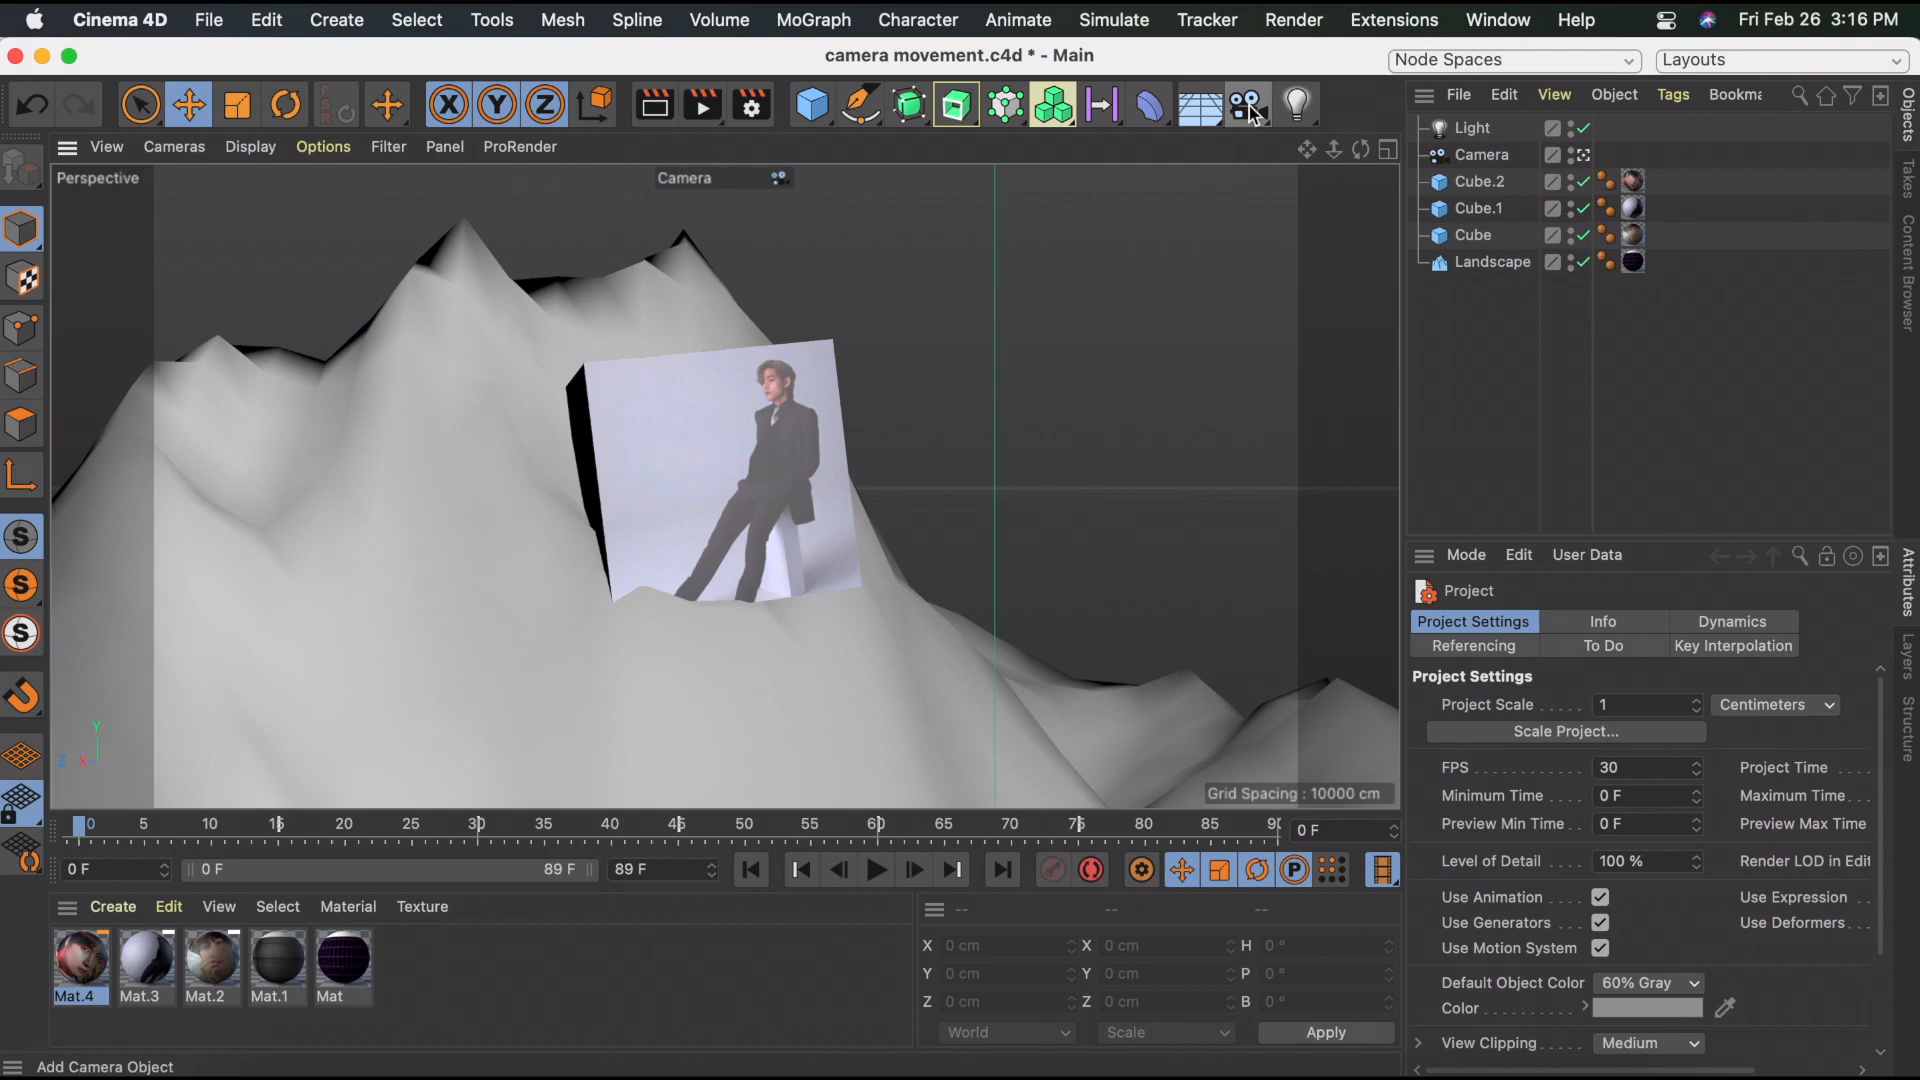 Cinema 4D File Edit Create Select Tools Mesh Spline Volume MoGraph Character Animate Simulate Tracker Render Extensions Window Help Fri Feb 26 3:16 PM
camera movement.c4d * - Main
Node Spaces
Layouts
View Cameras Display Options Filter Panel ProRender
Perspective
Camera
Y
Z X
Grid Spacing : 10000 cm
0 5 10 15 20 25 30 35 40 45 50 55 60 65 70 75 80 85 90
0 F
0 F
0 F
89 F
89 F
Create Edit View Select Material Texture
Mat.4 Mat.3 Mat.2 Mat.1 Mat
-- -- --
X 0 cm X 0 cm H 0 °
Y 0 cm Y 0 cm P 0 °
Z 0 cm Z 0 cm B 0 °
World Scale Apply
Add Camera Object
File Edit View Object Tags Bookma
Light
Camera
Cube.2
Cube.1
Cube
Landscape
Objects
Takes
Content Browser
Mode Edit User Data
Project
Project Settings Info Dynamics
Referencing To Do Key Interpolation
Project Settings
Project Scale . . . . . 1 Centimeters
Scale Project...
FPS . . . . . . . . . . . 30 Project Time . . . .
Minimum Time . . . . 0 F Maximum Time. . .
Preview Min Time . . 0 F Preview Max Time
Level of Detail . . . . 100 % Render LOD in Edit
Use Animation . . . . Use Expression . .
Use Generators . . . Use Deformers. . .
Use Motion System
Default Object Color 60% Gray
Color . . . . . . . . . .
View Clipping. . . . . Medium
Attributes
Layers
Structure
X Y Z
PSR
S
S
S
P